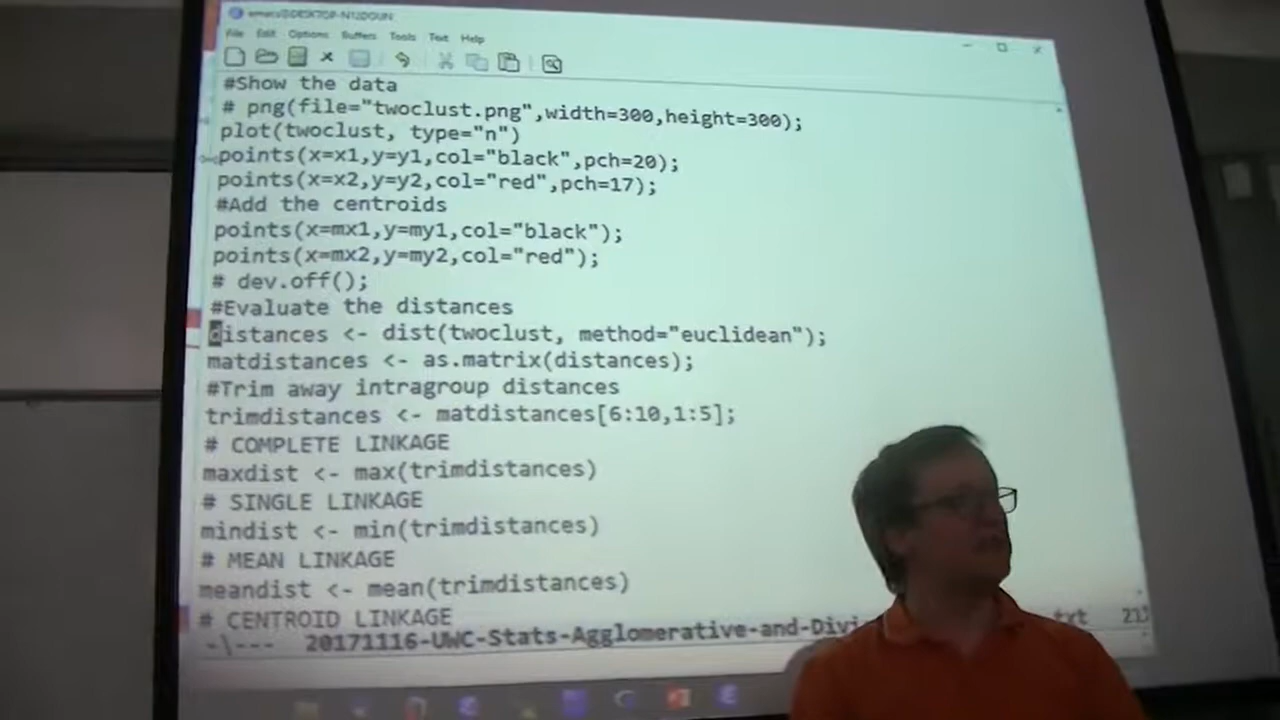 emacs@DESKTOP-N1JDOUN
File Edit Options Buffers Tools Text Help
#Show the data
# png(file="twoclust.png",width=300,height=300);
plot(twoclust, type="n")
points(x=x1,y=y1,col="black",pch=20);
points(x=x2,y=y2,col="red",pch=17);
#Add the centroids
points(x=mx1,y=my1,col="black");
points(x=mx2,y=my2,col="red");
# dev.off();
#Evaluate the distances
distances <- dist(twoclust, method="euclidean");
matdistances <- as.matrix(distances);
#Trim away intragroup distances
trimdistances <- matdistances[6:10,1:5];
# COMPLETE LINKAGE
maxdist <- max(trimdistances)
# SINGLE LINKAGE
mindist <- min(trimdistances)
# MEAN LINKAGE
meandist <- mean(trimdistances)
# CENTROID LINKAGE
-\--- 20171116-UWC-Stats-Agglomerative-and-Divi txt 21